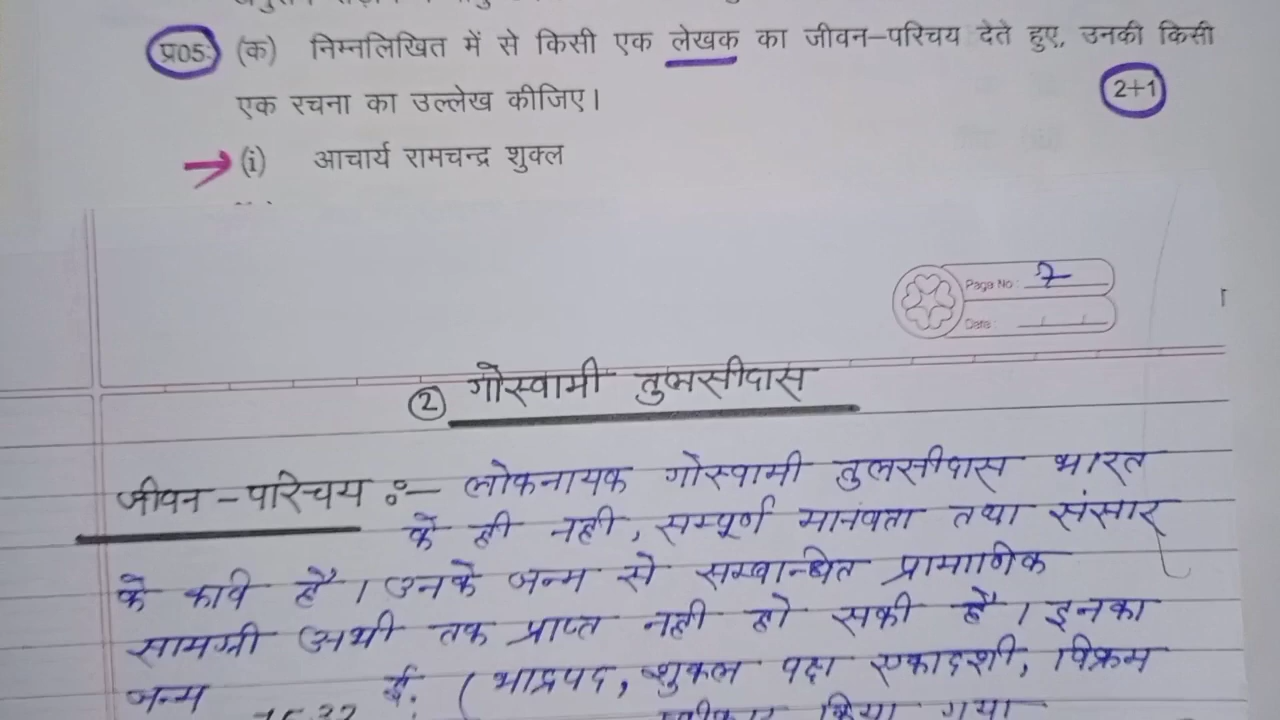 प्र05: (क) निम्नलिखित में से किसी एक लेखक का जीवन-परिचय देते हुए, उनकी किसी
एक रचना का उल्लेख कीजिए। 2+1
(i) आचार्य रामचन्द्र शुक्ल
Page No: 7
Date:
② गोस्वामी तुलसीदास
जीवन-परिचय :- लोकनायक गोस्वामी तुलसीदास भारत
के ही नही, सम्पूर्ण मानवता तथा संसार
के कवि है। उनके जन्म से सम्बन्धित प्रामाणिक
सामग्री अभी तक प्राप्त नही हो सकी है। इनका
जन्म ई. (भाद्रपद, शुक्ल पक्ष एकादशी, विक्रम
किया गया